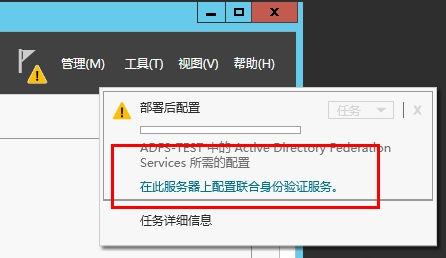 管理(M) 工具(T) 视图(V) 帮助(H)
部署后配置 任务 X
ADFS-TEST 中的 Active Directory Federation
Services 所需的配置
在此服务器上配置联合身份验证服务。
任务详细信息